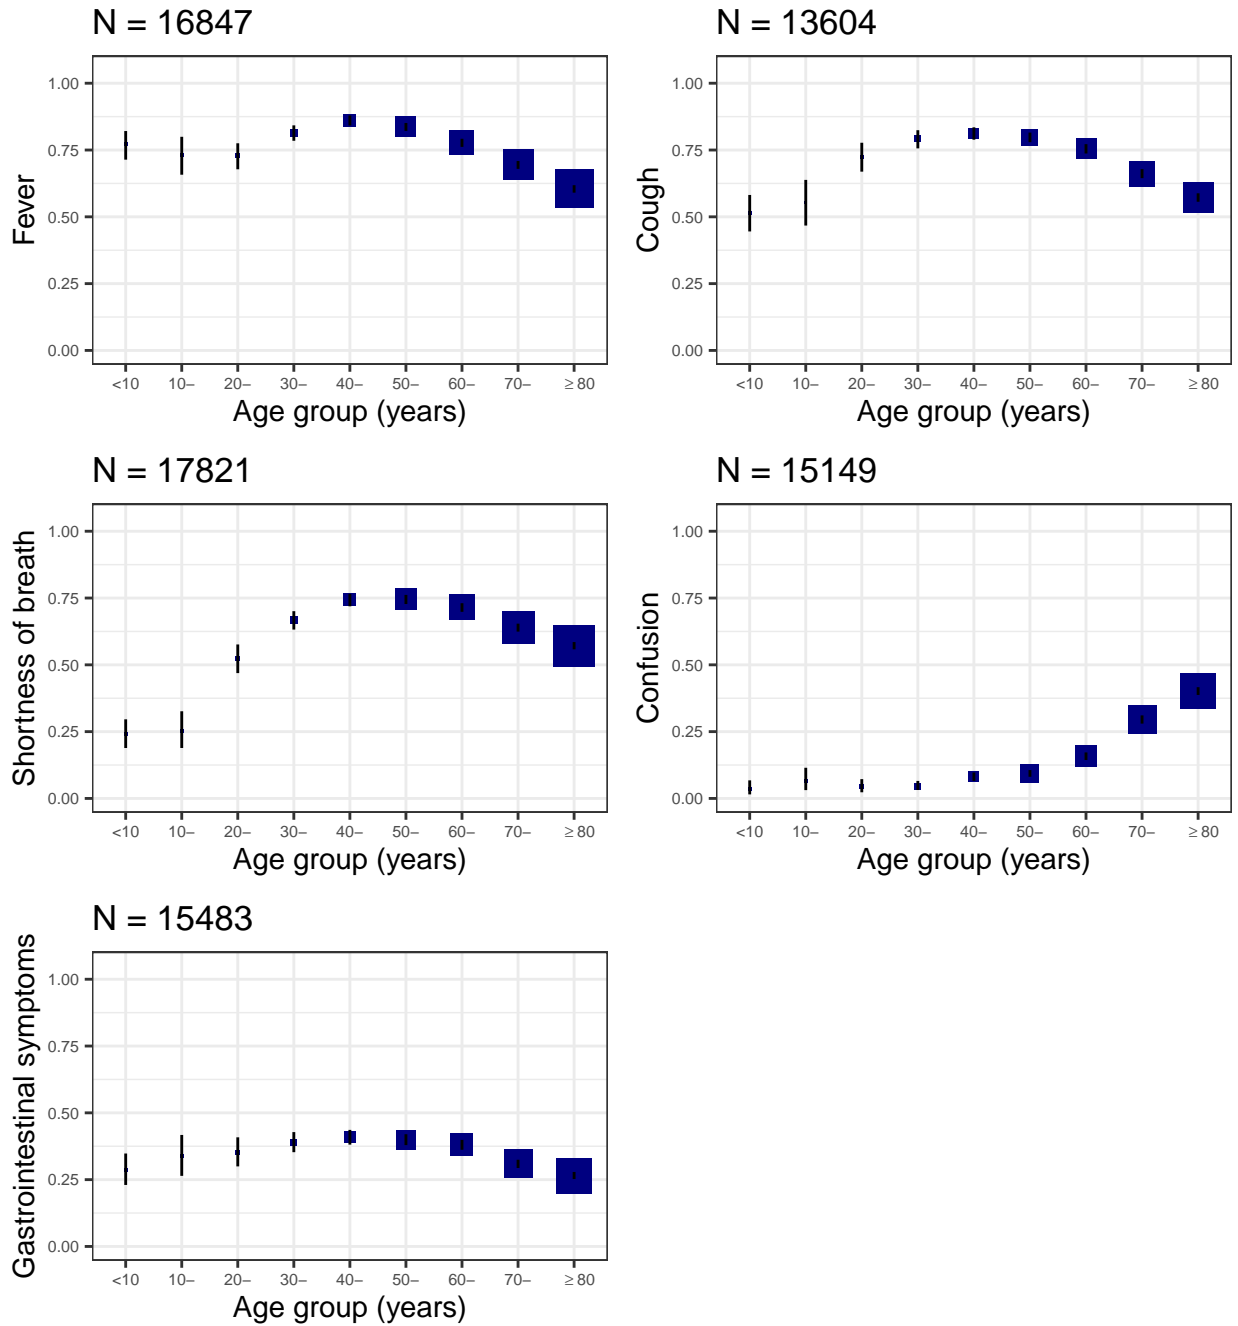 N = 16847
Fever
1.00
0.75
0.50
0.25
0.00
<10 10− 20− 30− 40− 50− 60− 70− ≥80
Age group (years)
N = 13604
Cough
1.00
0.75
0.50
0.25
0.00
<10 10− 20− 30− 40− 50− 60− 70− ≥80
Age group (years)
N = 17821
Shortness of breath
1.00
0.75
0.50
0.25
0.00
<10 10− 20− 30− 40− 50− 60− 70− ≥80
Age group (years)
N = 15149
Confusion
1.00
0.75
0.50
0.25
0.00
<10 10− 20− 30− 40− 50− 60− 70− ≥80
Age group (years)
N = 15483
Gastrointestinal symptoms
1.00
0.75
0.50
0.25
0.00
<10 10− 20− 30− 40− 50− 60− 70− ≥80
Age group (years)